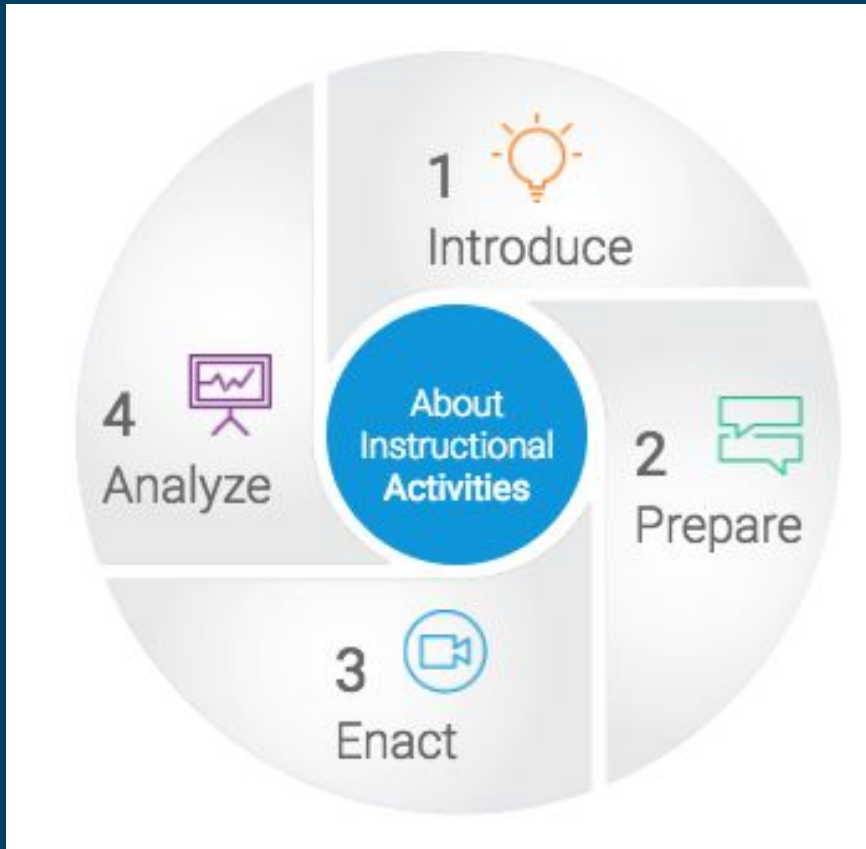 1
Introduce
2
Prepare
3
Enact
4
Analyze
About
Instructional
Activities